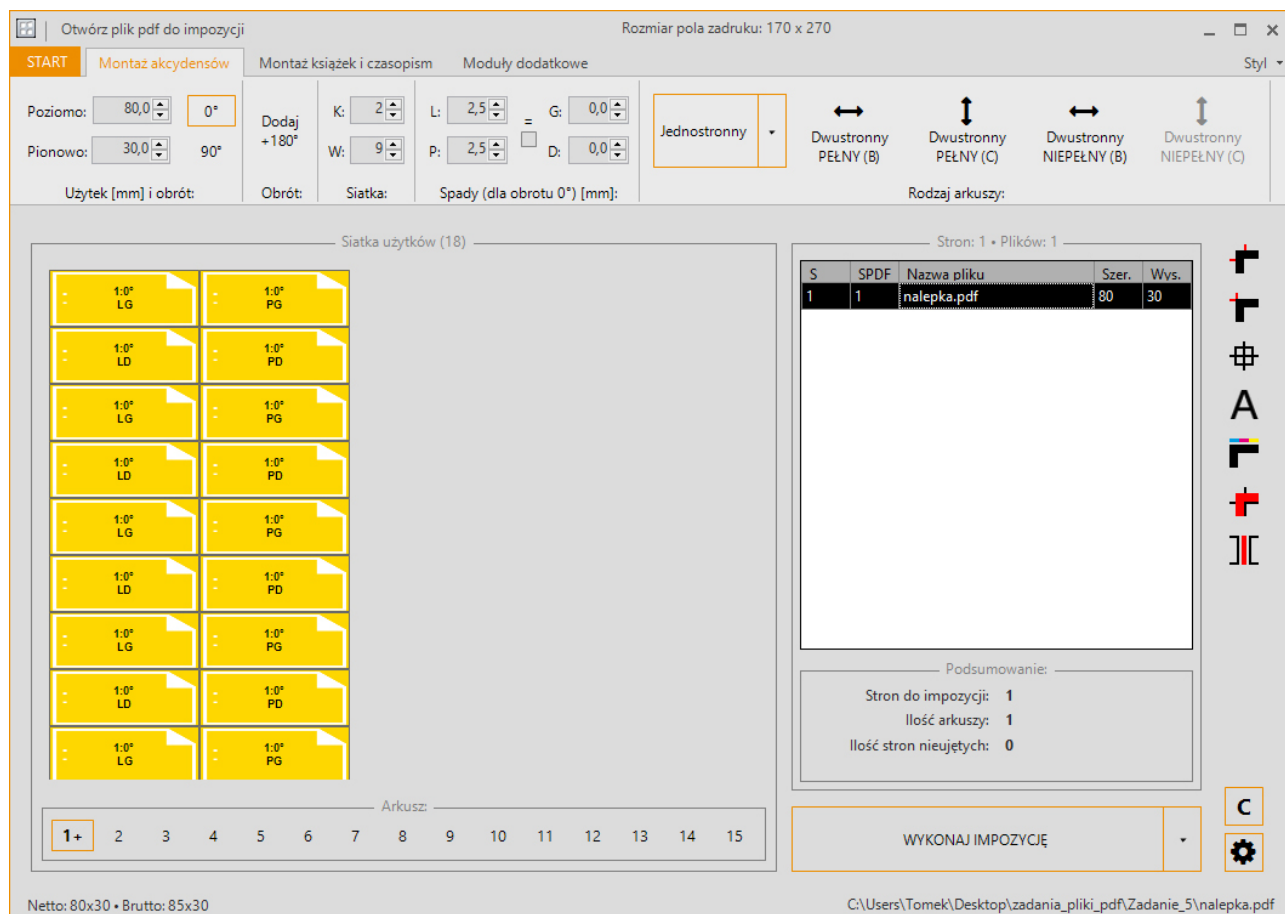 Otwórz plik pdf do impozycji
Rozmiar pola zadruku: 170 x 270
START Montaż akcydensów Montaż książek i czasopism Moduły dodatkowe Styl
Poziomo: 80,0 0°
Pionowo: 30,0 90°
Użytek [mm] i obrót:
Dodaj
+180°
Obrót:
K: 2
W: 9
Siatka:
L: 2,5 = G: 0,0
P: 2,5 D: 0,0
Spady (dla obrotu 0°) [mm]:
Jednostronny
Dwustronny
PEŁNY (B)
Dwustronny
PEŁNY (C)
Dwustronny
NIEPEŁNY (B)
Dwustronny
NIEPEŁNY (C)
Rodzaj arkuszy:
Siatka użytków (18)
1:0° 1:0°
LG PG
1:0° 1:0°
LD PD
1:0° 1:0°
LG PG
1:0° 1:0°
LD PD
1:0° 1:0°
LG PG
1:0° 1:0°
LD PD
1:0° 1:0°
LG PG
1:0° 1:0°
LD PD
1:0° 1:0°
LG PG
Arkusz:
1+ 2 3 4 5 6 7 8 9 10 11 12 13 14 15
Stron: 1 • Plików: 1
S SPDF Nazwa pliku Szer. Wys.
1 1 nalepka.pdf 80 30
Podsumowanie:
Stron do impozycji: 1
Ilość arkuszy: 1
Ilość stron nieujętych: 0
WYKONAJ IMPOZYCJĘ
A
C
Netto: 80x30 • Brutto: 85x30
C:\Users\Tomek\Desktop\zadania_pliki_pdf\Zadanie_5\nalepka.pdf